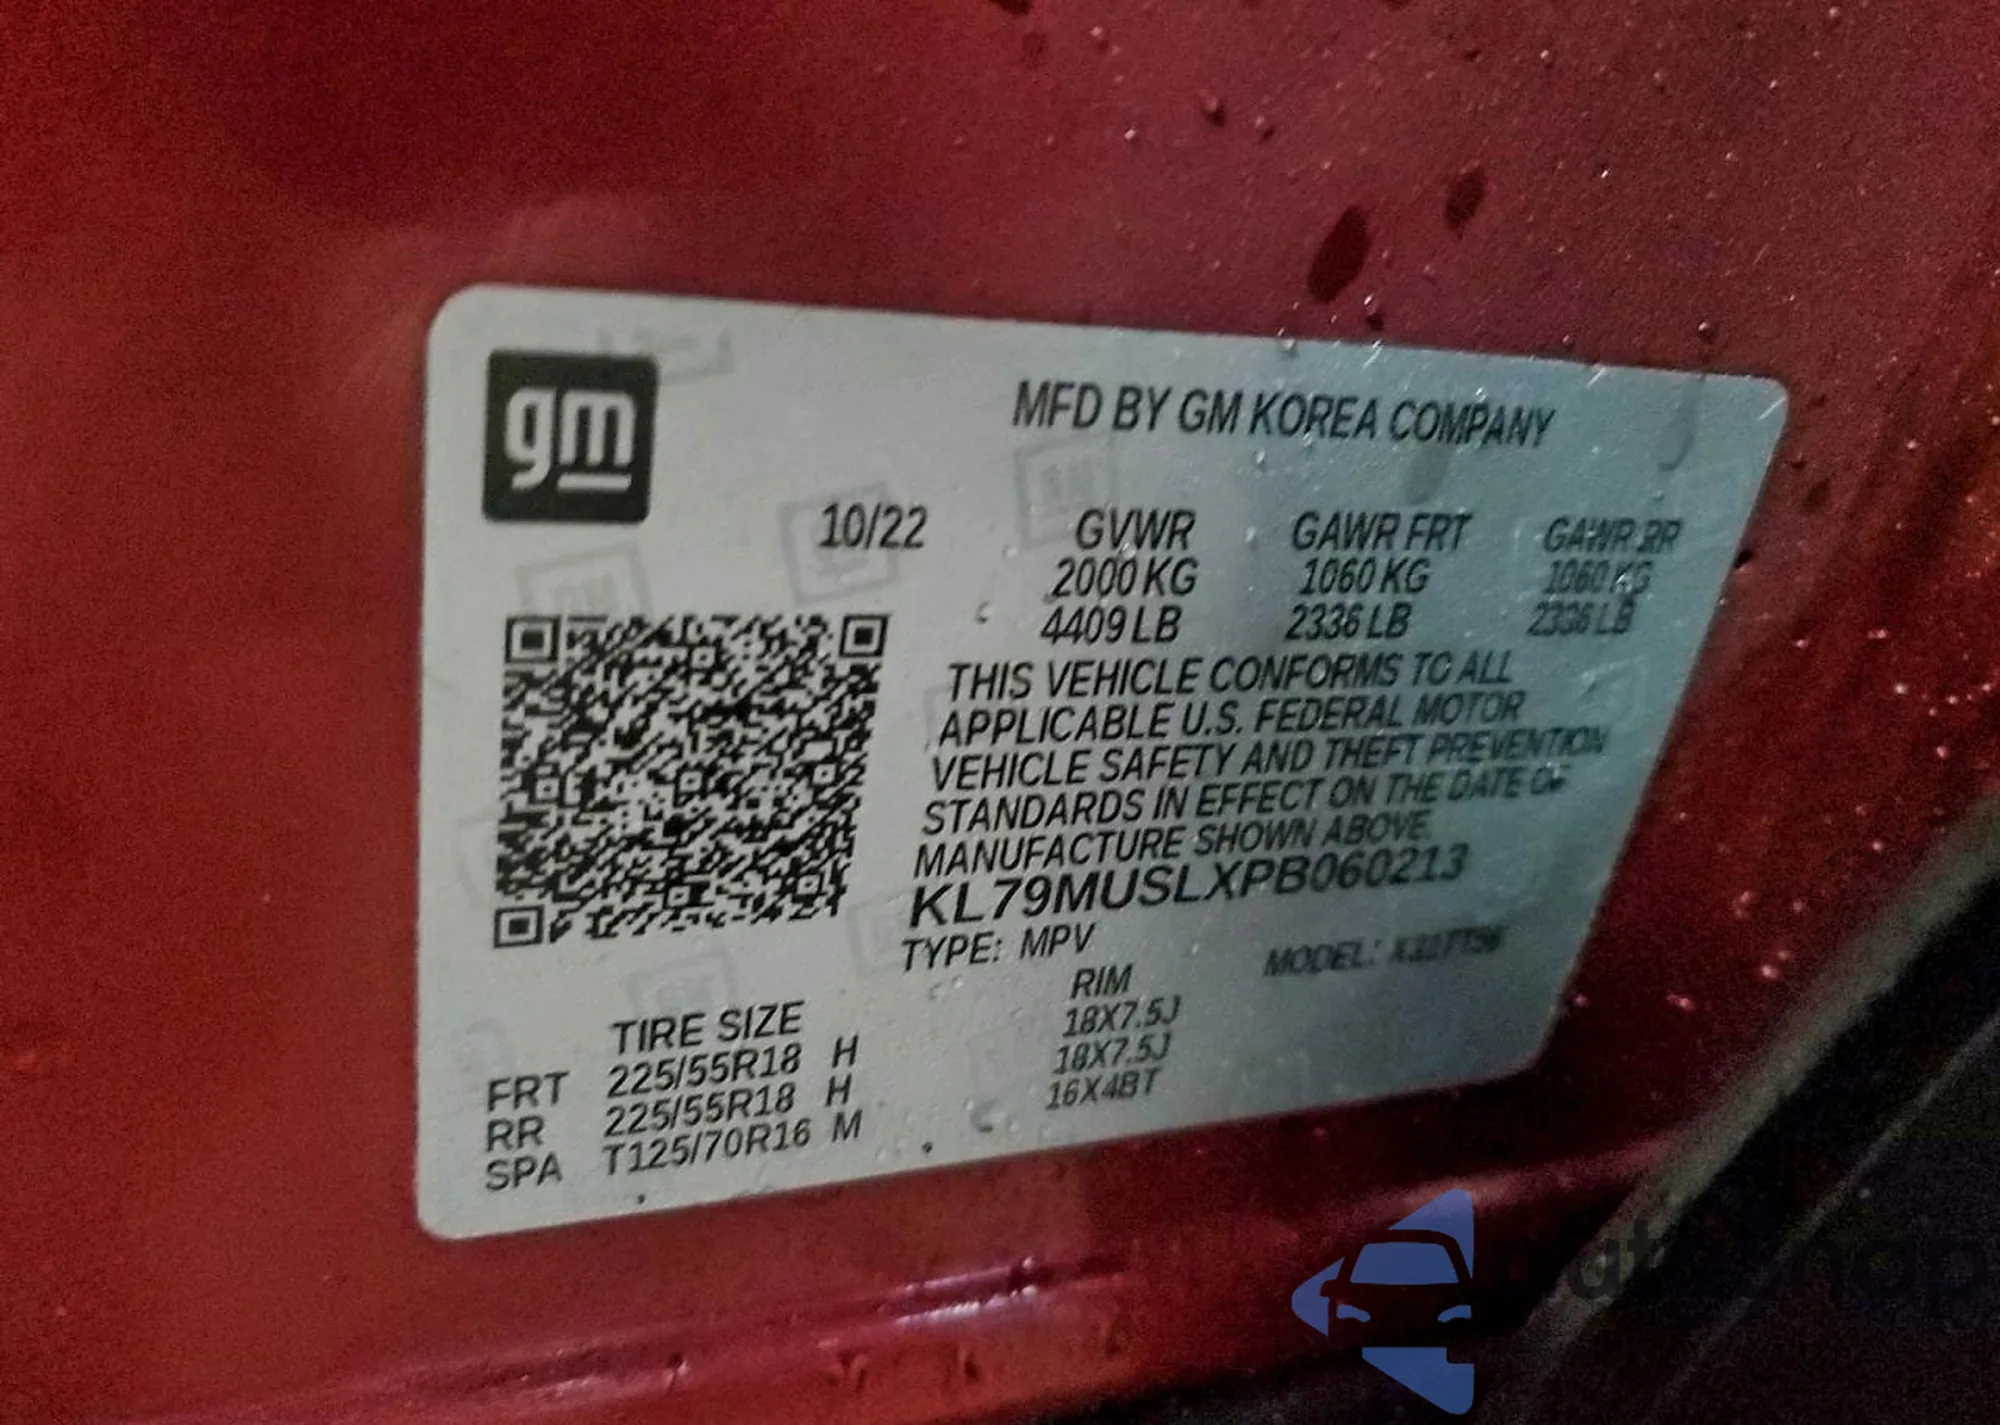 gm
MFD BY GM KOREA COMPANY
10/22 GVWR GAWR FRT GAWR RR
2000 KG 1060 KG 1060 KG
4409 LB 2336 LB 2336 LB
THIS VEHICLE CONFORMS TO ALL
APPLICABLE U.S. FEDERAL MOTOR
VEHICLE SAFETY AND THEFT PREVENTION
STANDARDS IN EFFECT ON THE DATE OF
MANUFACTURE SHOWN ABOVE.
KL79MUSLXPB060213
TYPE: MPV MODEL:
TIRE SIZE RIM
FRT 225/55R18 H 18X7.5J
RR 225/55R18 H 18X7.5J
SPA T125/70R16 M 16X4BT